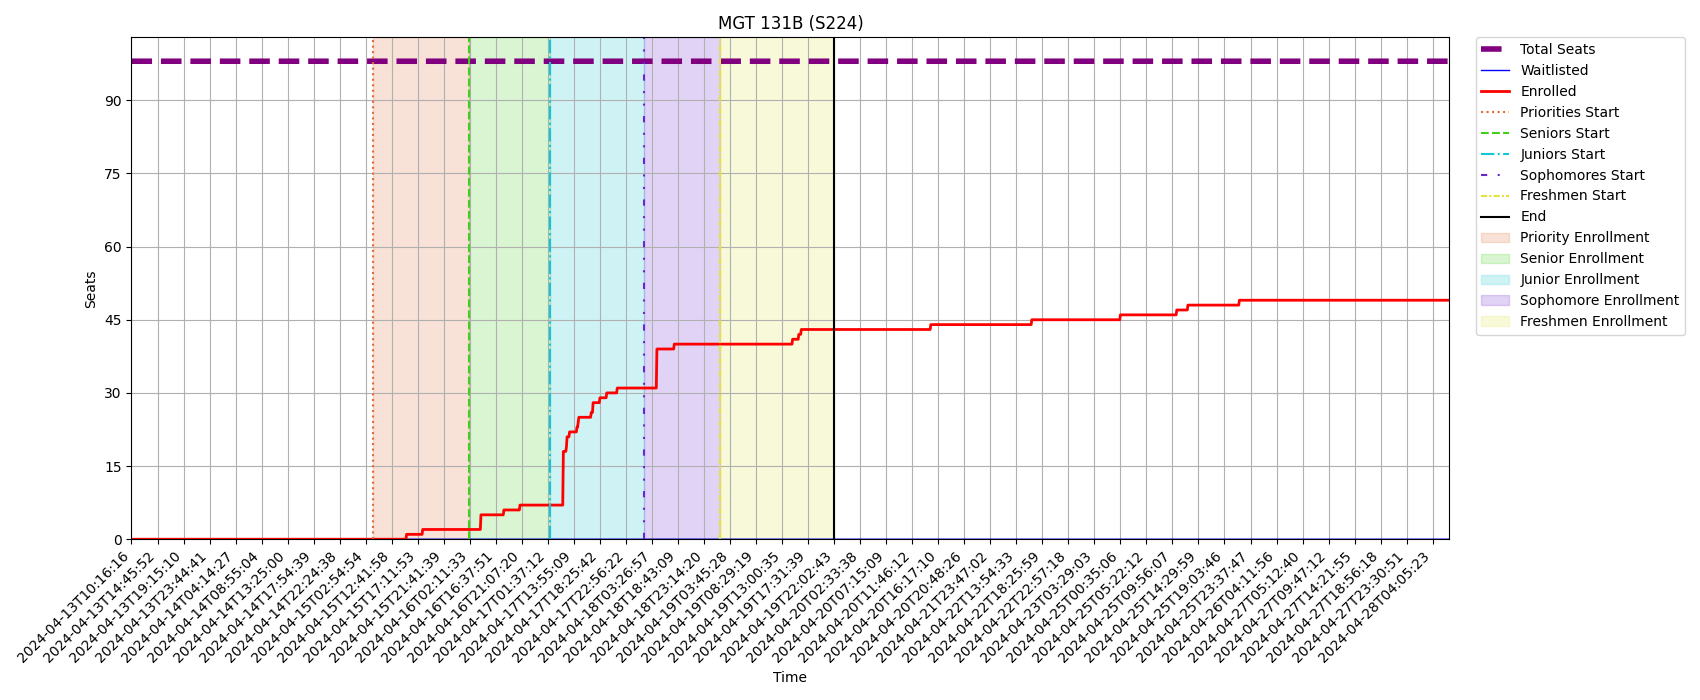 MGT 131B (S224)
Total Seats
Waitlisted
Enrolled
Priorities Start
Seniors Start
Juniors Start
Sophomores Start
Freshmen Start
End
Priority Enrollment
Senior Enrollment
Junior Enrollment
Sophomore Enrollment
Freshmen Enrollment
Seats
90
75
60
45
30
15
0
2024-04-13T10:16:16
2024-04-13T14:45:52
2024-04-13T19:15:10
2024-04-13T23:44:41
2024-04-14T04:14:27
2024-04-14T08:55:04
2024-04-14T13:25:00
2024-04-14T17:54:39
2024-04-14T22:24:38
2024-04-15T02:54:54
2024-04-15T12:41:58
2024-04-15T17:11:53
2024-04-15T21:41:39
2024-04-16T02:11:33
2024-04-16T16:37:51
2024-04-16T21:07:20
2024-04-17T01:37:12
2024-04-17T13:55:09
2024-04-17T18:25:42
2024-04-17T22:56:22
2024-04-18T03:26:57
2024-04-18T18:43:09
2024-04-18T23:14:20
2024-04-19T03:45:28
2024-04-19T08:29:19
2024-04-19T13:00:35
2024-04-19T17:31:39
2024-04-19T22:02:43
2024-04-20T02:33:38
2024-04-20T07:15:09
2024-04-20T11:46:12
2024-04-20T16:17:10
2024-04-20T20:48:26
2024-04-21T23:47:02
2024-04-22T13:54:33
2024-04-22T18:25:59
2024-04-22T22:57:18
2024-04-23T03:29:03
2024-04-25T00:35:06
2024-04-25T05:22:12
2024-04-25T09:56:07
2024-04-25T14:29:59
2024-04-25T19:03:46
2024-04-25T23:37:47
2024-04-26T04:11:56
2024-04-27T05:12:40
2024-04-27T09:47:12
2024-04-27T14:21:55
2024-04-27T18:56:18
2024-04-27T23:30:51
2024-04-28T04:05:23
Time